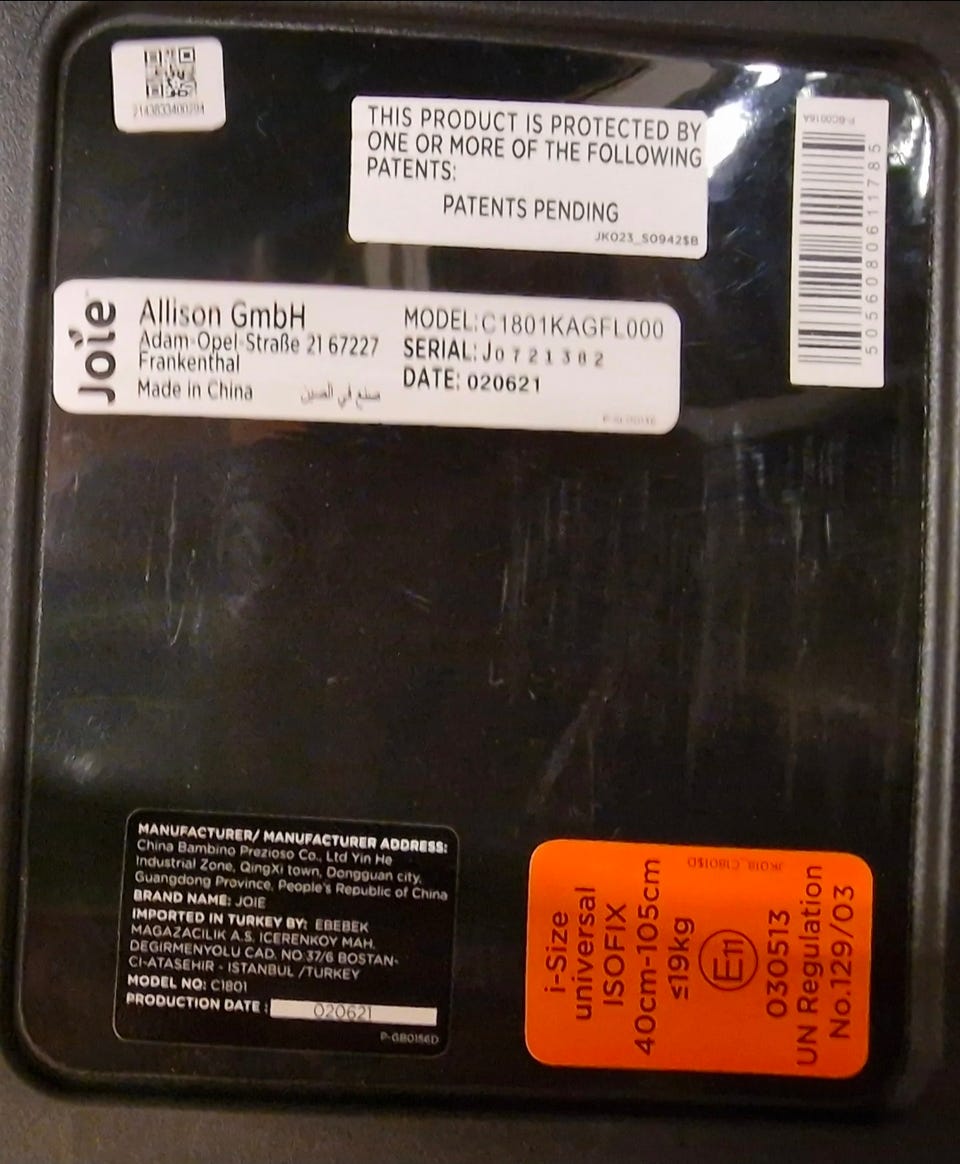 2143833400294
THIS PRODUCT IS PROTECTED BY
ONE OR MORE OF THE FOLLOWING
PATENTS:
PATENTS PENDING
JK023_S0942$B
P-BC0016A
5056080611785
Joie
Allison GmbH
Adam-Opel-Straße 21 67227
Frankenthal
Made in China صنع في الصين
MODEL:C1801KAGFL000
SERIAL:J0721382
DATE: 020621
MANUFACTURER/ MANUFACTURER ADDRESS:
China Bambino Prezioso Co., Ltd Yin He
Industrial Zone, QingXi town, Dongguan city,
Guangdong Province, People's Republic of China
BRAND NAME: JOIE
IMPORTED IN TURKEY BY: EBEBEK
MAGAZACILIK A.S. ICERENKOY MAH.
DEGIRMENYOLU CAD. NO 37/6 BOSTAN-
CI-ATASEHIR - ISTANBUL /TURKEY
MODEL NO: C1801
PRODUCTION DATE : 020621
P-GB0156D
i-Size
universal
ISOFIX
40cm-105cm
≤19kg
E11
030513
UN Regulation
No.129/03
JK018_C1801$D